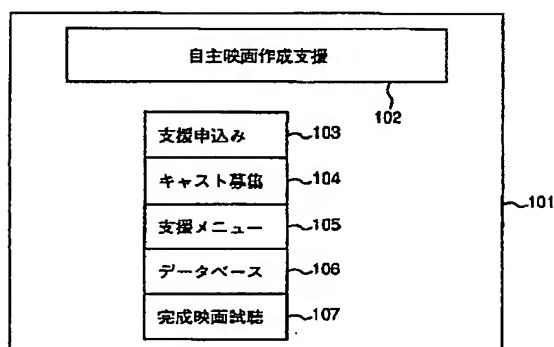 自主映画作成支援
102
支援申込み 103
キャスト募集 104
101
支援メニュー 105
データベース 106
完成映画試聴 107